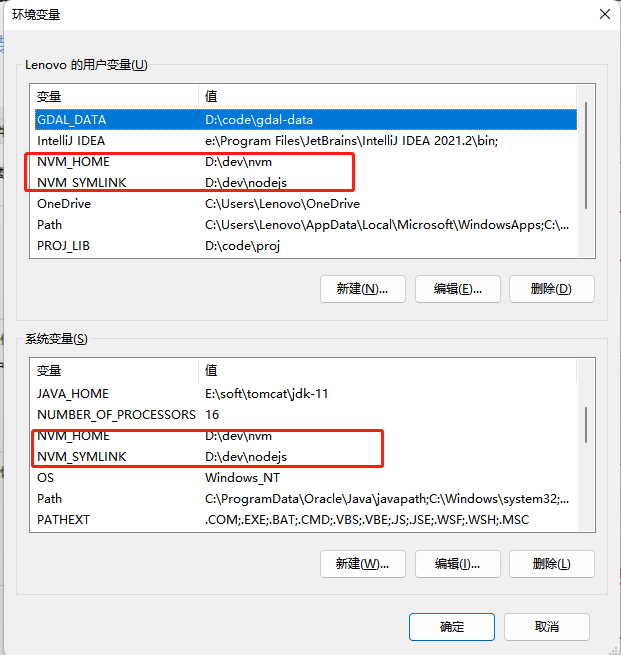 环境变量
Lenovo 的用户变量(U)
变量 值
GDAL_DATA D:\code\gdal-data
IntelliJ IDEA e:\Program Files\JetBrains\IntelliJ IDEA 2021.2\bin;
NVM_HOME D:\dev\nvm
NVM_SYMLINK D:\dev\nodejs
OneDrive C:\Users\Lenovo\OneDrive
Path C:\Users\Lenovo\AppData\Local\Microsoft\WindowsApps;C:\...
PROJ_LIB D:\code\proj
新建(N)... 编辑(E)... 删除(D)
系统变量(S)
变量 值
JAVA_HOME E:\soft\tomcat\jdk-11
NUMBER_OF_PROCESSORS 16
NVM_HOME D:\dev\nvm
NVM_SYMLINK D:\dev\nodejs
OS Windows_NT
Path C:\ProgramData\Oracle\Java\javapath;C:\Windows\system32;...
PATHEXT .COM;.EXE;.BAT;.CMD;.VBS;.VBE;.JS;.JSE;.WSF;.WSH;.MSC
新建(W)... 编辑(I)... 删除(L)
确定 取消